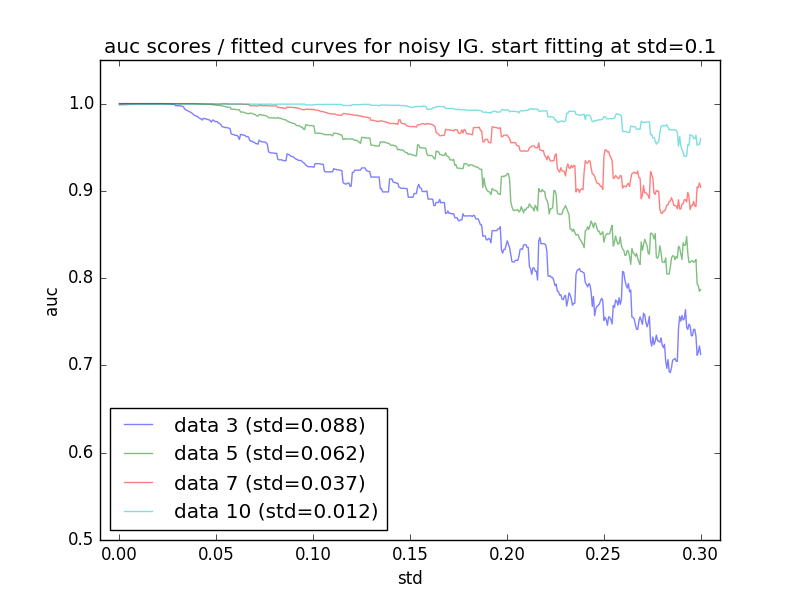 auc scores / fitted curves for noisy IG. start fitting at std=0.1
1.0
0.9
0.8
0.7
0.6
0.5
auc
data 3 (std=0.088)
data 5 (std=0.062)
data 7 (std=0.037)
data 10 (std=0.012)
0.00 0.05 0.10 0.15 0.20 0.25 0.30
std